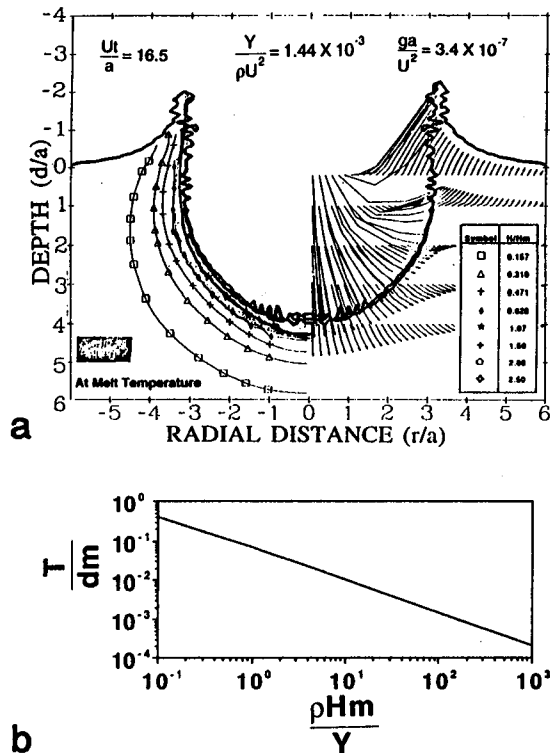 -4
-3
-2
-1
0
1
2
3
4
5
6
DEPTH (d/a)
Ut/a = 16.5
Y/ρU² = 1.44 X 10⁻³
ga/U² = 3.4 X 10⁻⁷
Symbol H/Hm
0.157
0.310
0.471
0.628
1.07
1.50
2.00
2.50
At Melt Temperature
-5 -4 -3 -2 -1 0 1 2 3 4 5 6
RADIAL DISTANCE (r/a)
a
10⁰
10⁻¹
10⁻²
10⁻³
10⁻⁴
T/dm
10⁻¹ 10⁰ 10¹ 10² 10³
ρHm/Y
b